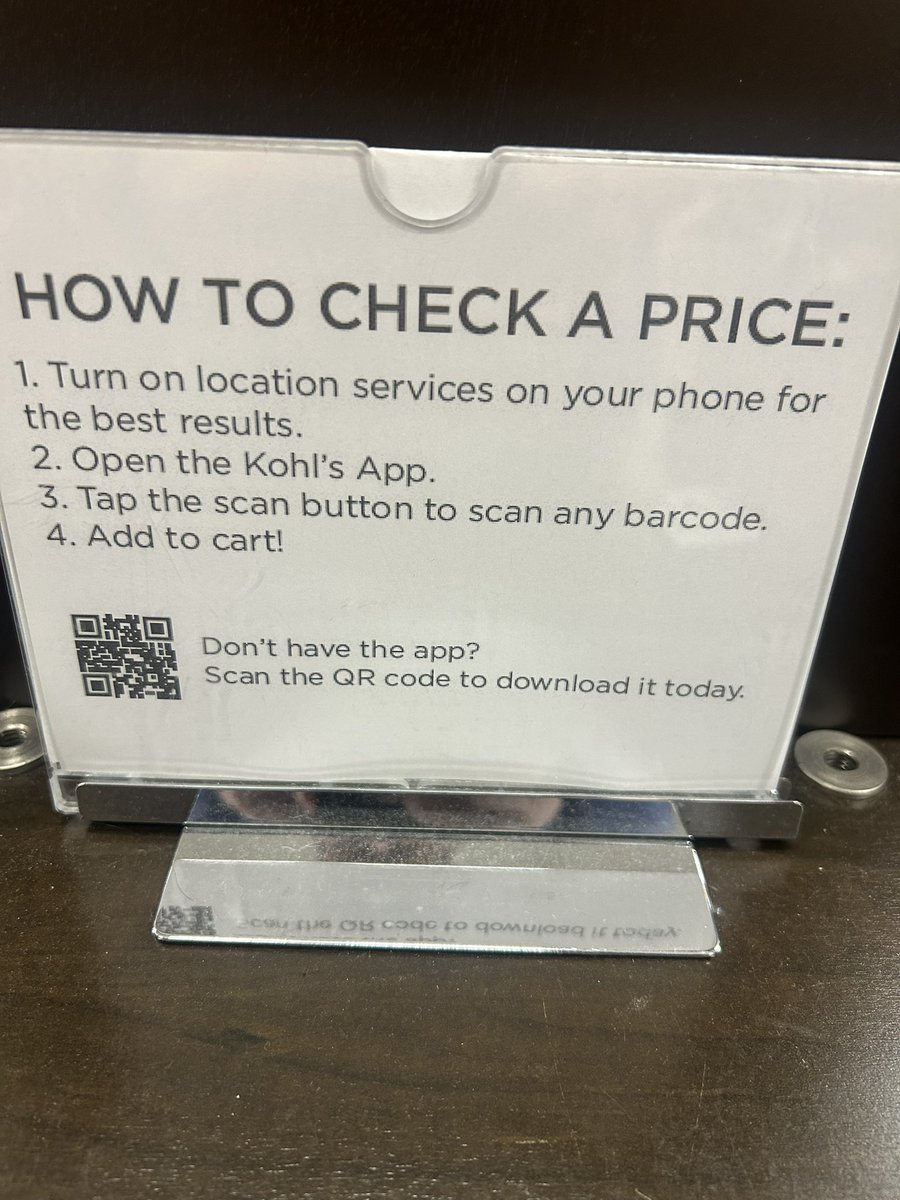 HOW TO CHECK A PRICE:
1. Turn on location services on your phone for
the best results.
2. Open the Kohl's App.
3. Tap the scan button to scan any barcode.
4. Add to cart!
Don't have the app?
Scan the QR code to download it today.